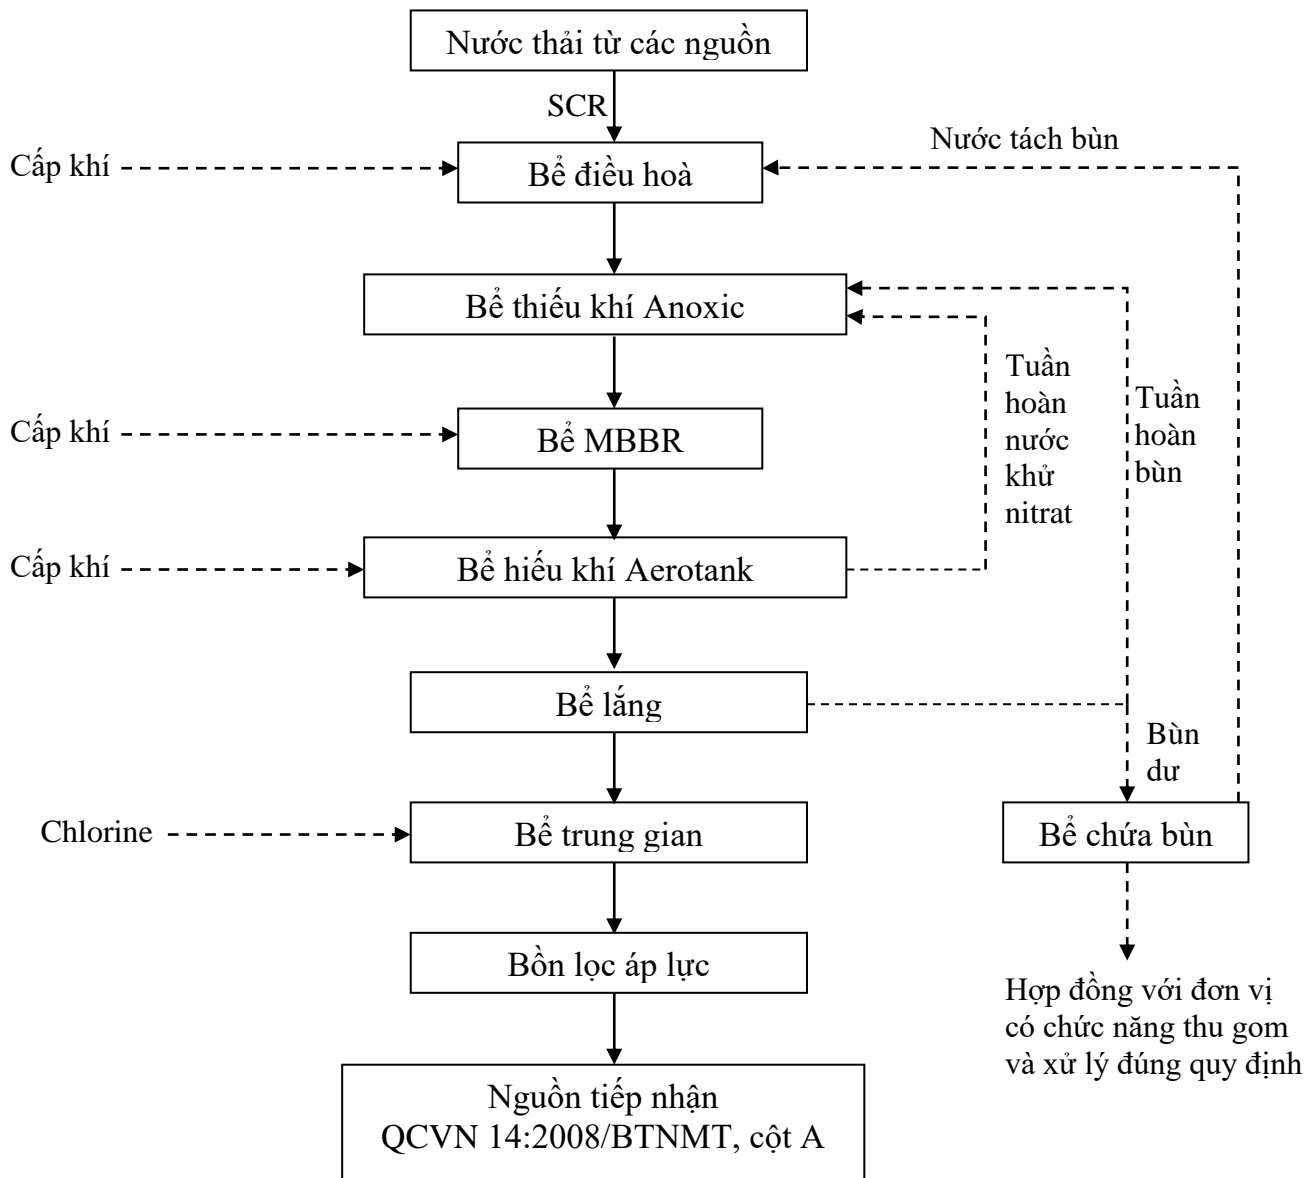 Nước thải từ các nguồn
SCR
Nước tách bùn
Cấp khí
Bể điều hoà
Bể thiếu khí Anoxic
Tuần
hoàn
nước
khử
nitrat
Tuần
hoàn
bùn
Cấp khí
Bể MBBR
Cấp khí
Bể hiếu khí Aerotank
Bể lắng
Bùn
dư
Chlorine
Bể trung gian
Bể chứa bùn
Bồn lọc áp lực
Hợp đồng với đơn vị
có chức năng thu gom
và xử lý đúng quy định
Nguồn tiếp nhận
QCVN 14:2008/BTNMT, cột A